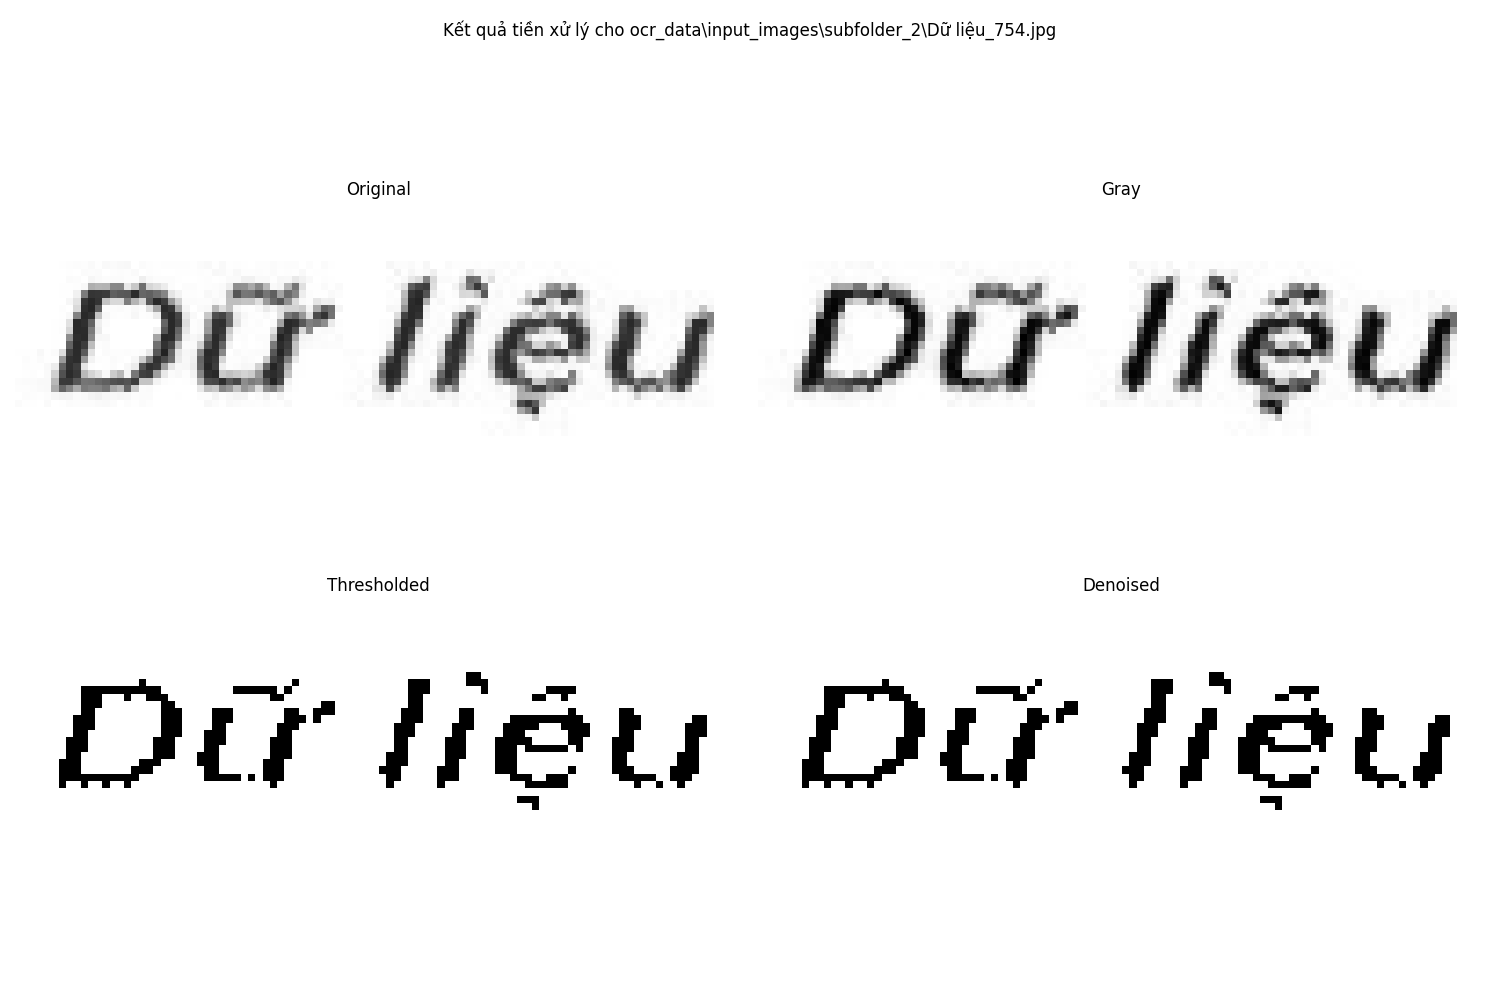 Kết quả tiền xử lý cho ocr_data\input_images\subfolder_2\Dữ liệu_754.jpg
Original
Gray
Dữ liệu
Dữ liệu
Thresholded
Denoised
Dữ liệu
Dữ liệu